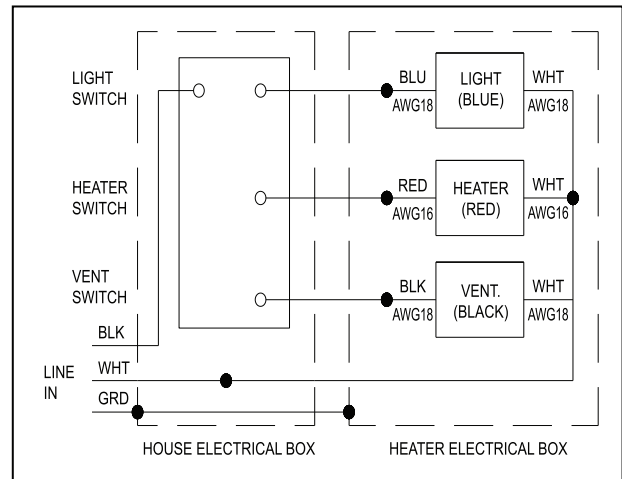 LIGHT
SWITCH
BLU
AWG18
LIGHT
(BLUE)
WHT
AWG18
HEATER
SWITCH
RED
AWG16
HEATER
(RED)
WHT
AWG16
VENT
SWITCH
BLK
AWG18
VENT.
(BLACK)
WHT
AWG18
BLK
LINE
IN
WHT
GRD
HOUSE ELECTRICAL BOX
HEATER ELECTRICAL BOX